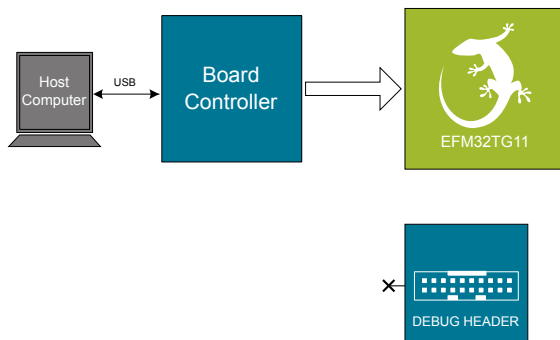 Host
Computer
USB
Board
Controller
EFM32TG11
DEBUG HEADER